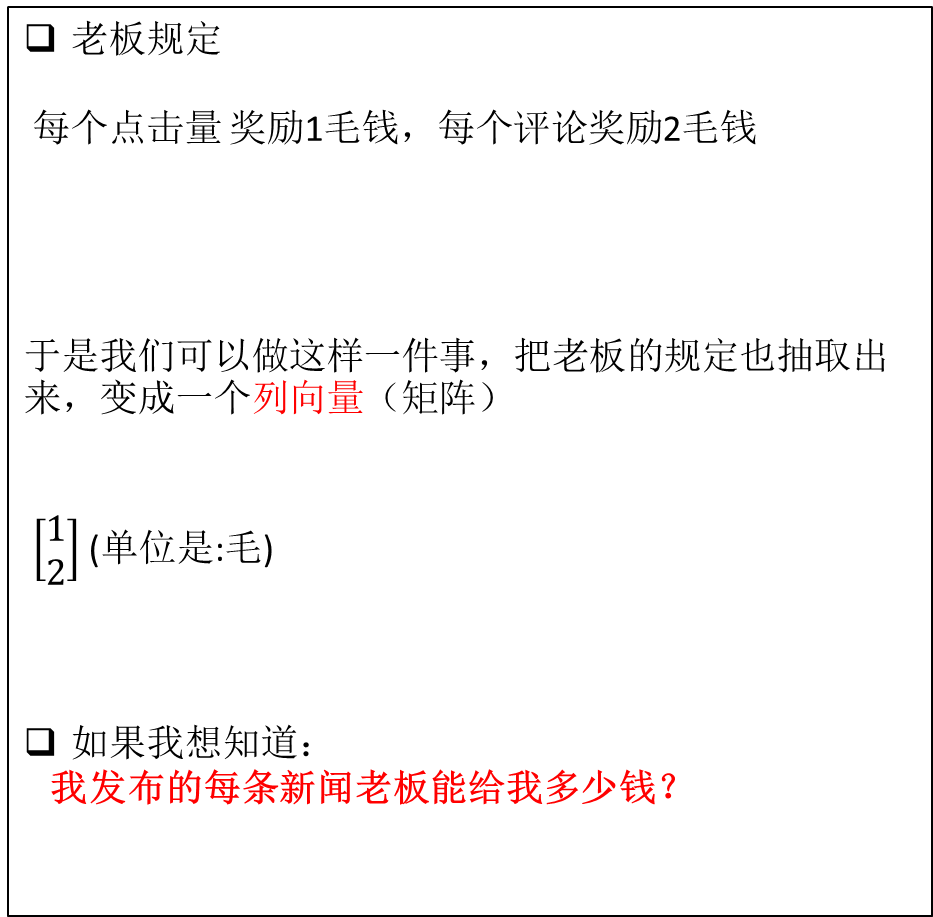 ❑ 老板规定
每个点击量 奖励1毛钱，每个评论奖励2毛钱
于是我们可以做这样一件事，把老板的规定也抽取出
来，变成一个列向量（矩阵）
[1
2] (单位是:毛)
❑ 如果我想知道：
我发布的每条新闻老板能给我多少钱？